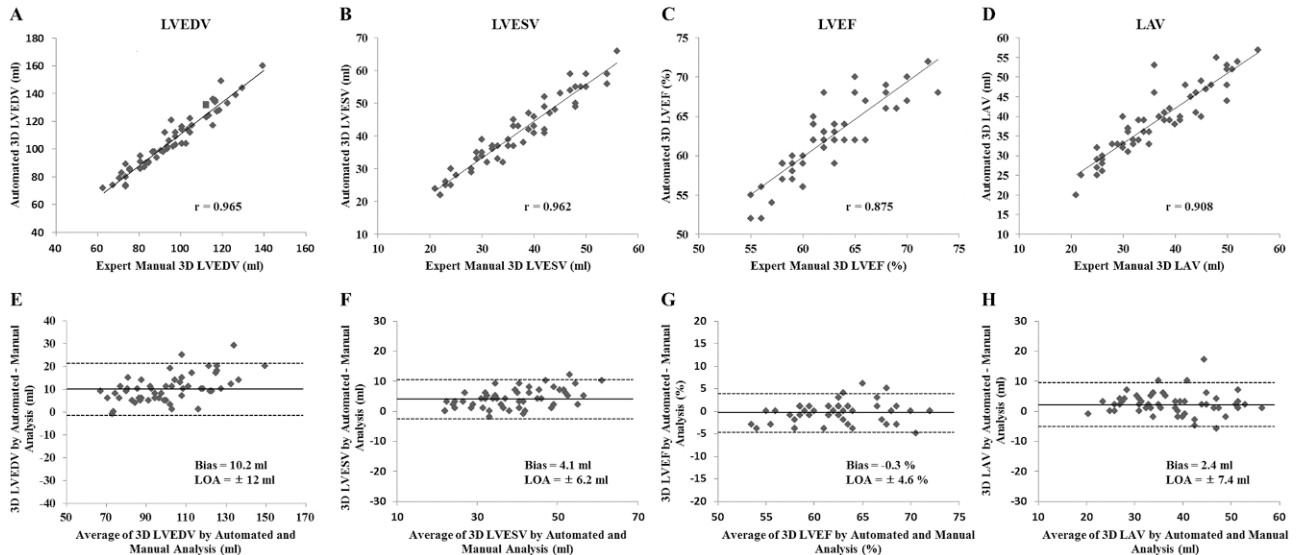 A
LVEDV
Automated 3D LVEDV (ml)
180
160
140
120
100
80
60
40
40
60
80
100
120
140
160
r = 0.965
Expert Manual 3D LVEDV (ml)
B
LVESV
Automated 3D LVESV (ml)
70
60
50
40
30
20
10
10
20
30
40
50
60
r = 0.962
Expert Manual 3D LVESV (ml)
C
LVEF
Automated 3D LVEF (%)
75
70
65
60
55
50
50
55
60
65
70
75
r = 0.875
Expert Manual 3D LVEF (%)
D
LAV
Automated 3D LAV (ml)
60
55
50
45
40
35
30
25
20
15
10
10
20
30
40
50
60
r = 0.908
Expert Manual 3D LAV (ml)
E
3D LVEDV by Automated - Manual
Analysis (ml)
40
30
20
10
0
-10
-20
-30
-40
50
70
90
110
130
150
170
Bias = 10.2 ml
LOA = ± 12 ml
Average of 3D LVEDV by Automated and
Manual Analysis (ml)
F
3D LVESV by Automated - Manual
Analysis (ml)
30
20
10
0
-10
-20
-30
10
30
50
70
Bias = 4.1 ml
LOA = ± 6.2 ml
Average of 3D LVESV by Automated and
Manual Analysis (ml)
G
3D LVEF by Automated - Manual
Analysis (%)
20
15
10
5
0
-5
-10
-15
-20
50
55
60
65
70
75
Bias = -0.3 %
LOA = ± 4.6 %
Average of 3D LVEF by Automated and Manual
Analysis (%)
H
3D LAV by Automated - Manual
Analysis (ml)
30
20
10
0
-10
-20
-30
10
20
30
40
50
60
Bias = 2.4 ml
LOA = ± 7.4 ml
Average of 3D LAV by Automated and Manual
Analysis (ml)